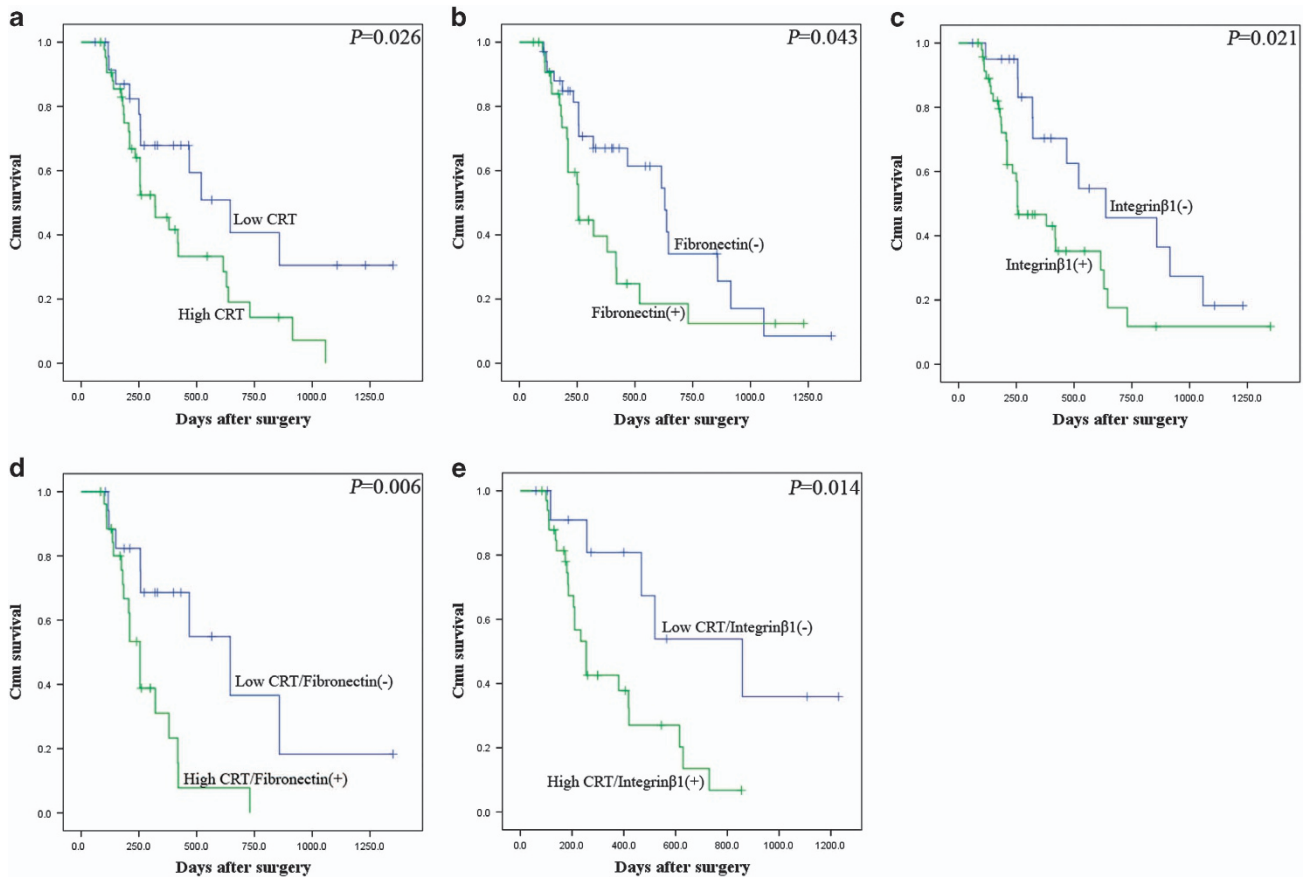 a
P=0.026
1.0
0.8
0.6
0.4
0.2
0.0
Cmu survival
Low CRT
High CRT
0.0 250.0 500.0 750.0 1000.0 1250.0
Days after surgery
b
P=0.043
1.0
0.8
0.6
0.4
0.2
0.0
Cmu survival
Fibronectin(-)
Fibronectin(+)
0.0 250.0 500.0 750.0 1000.0 1250.0
Days after surgery
c
P=0.021
1.0
0.8
0.6
0.4
0.2
0.0
Cmu survival
Integrinβ1(-)
Integrinβ1(+)
0.0 250.0 500.0 750.0 1000.0 1250.0
Days after surgery
d
P=0.006
1.0
0.8
0.6
0.4
0.2
0.0
Cmu survival
Low CRT/Fibronectin(-)
High CRT/Fibronectin(+)
0.0 250.0 500.0 750.0 1000.0 1250.0
Days after surgery
e
P=0.014
1.0
0.8
0.6
0.4
0.2
0.0
Cmu survival
Low CRT/Integrinβ1(-)
High CRT/Integrinβ1(+)
0.0 200.0 400.0 600.0 800.0 1000.0 1200.0
Days after surgery